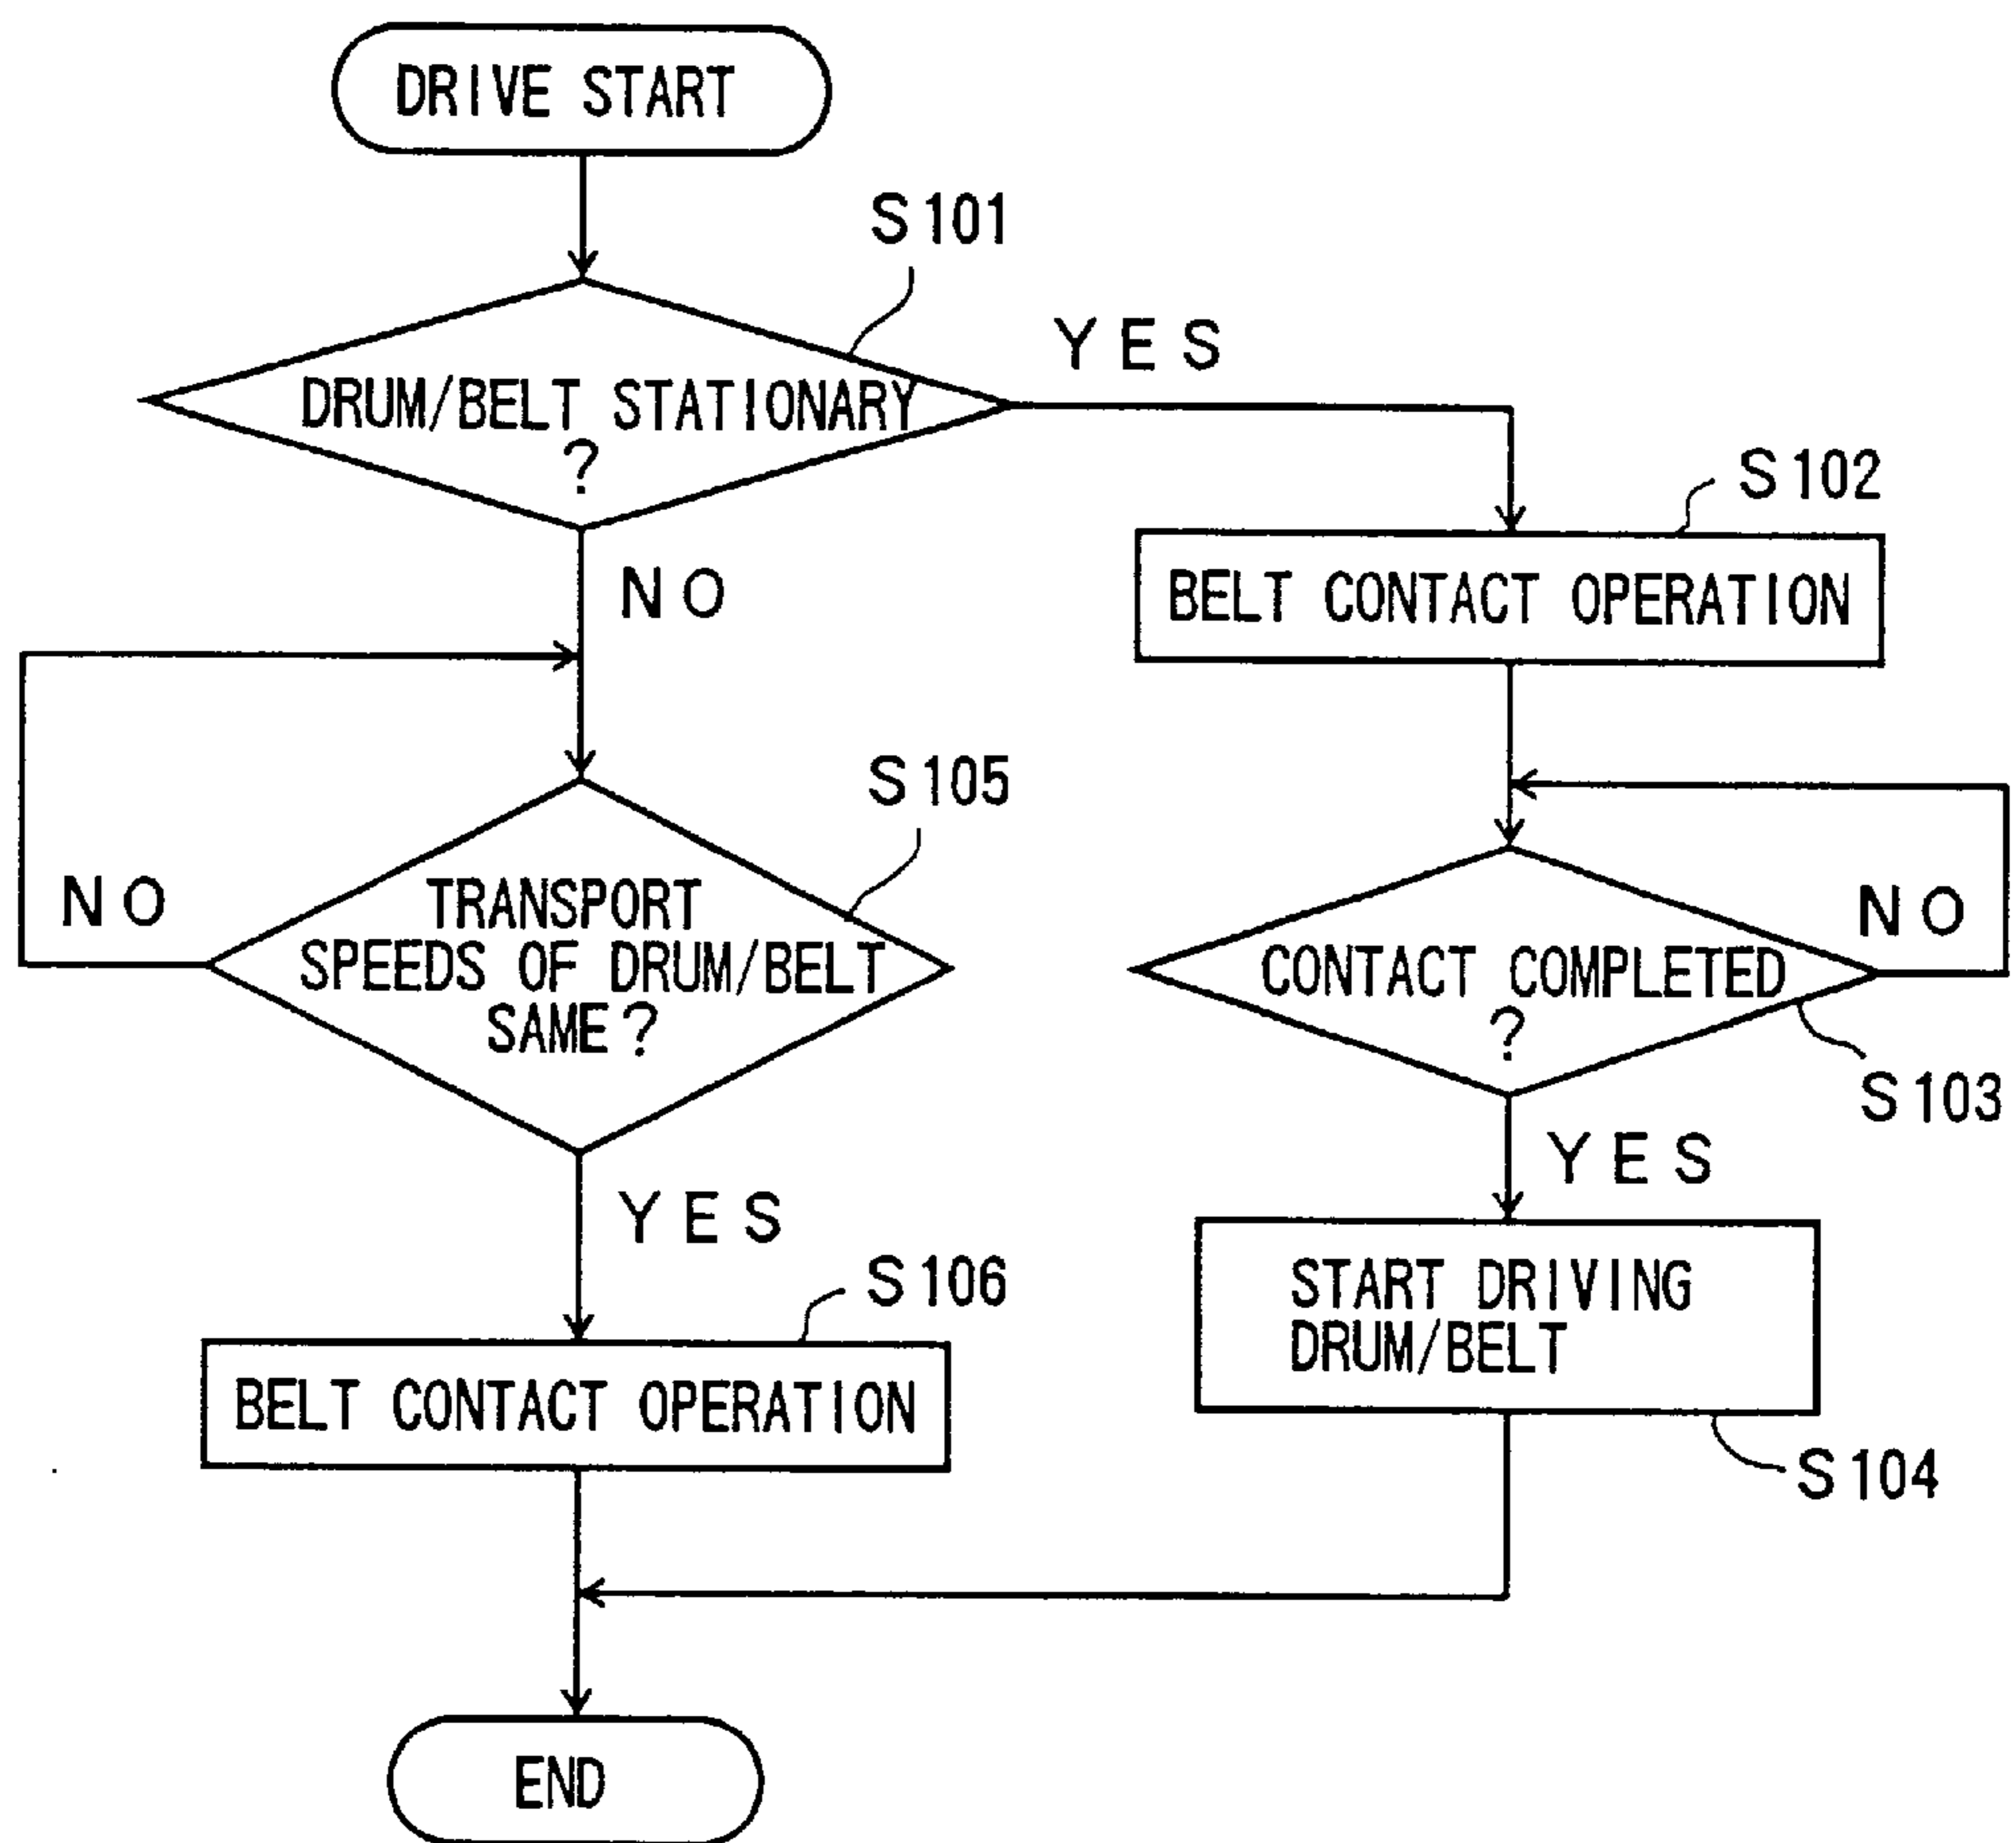 DRIVE START
S101
YES
DRUM/BELT STATIONARY
?
S102
NO
BELT CONTACT OPERATION
S105
NO
TRANSPORT
SPEEDS OF DRUM/BELT
SAME?
NO
CONTACT COMPLETED
?
S103
YES
YES
S106
START DRIVING
DRUM/BELT
BELT CONTACT OPERATION
S104
END